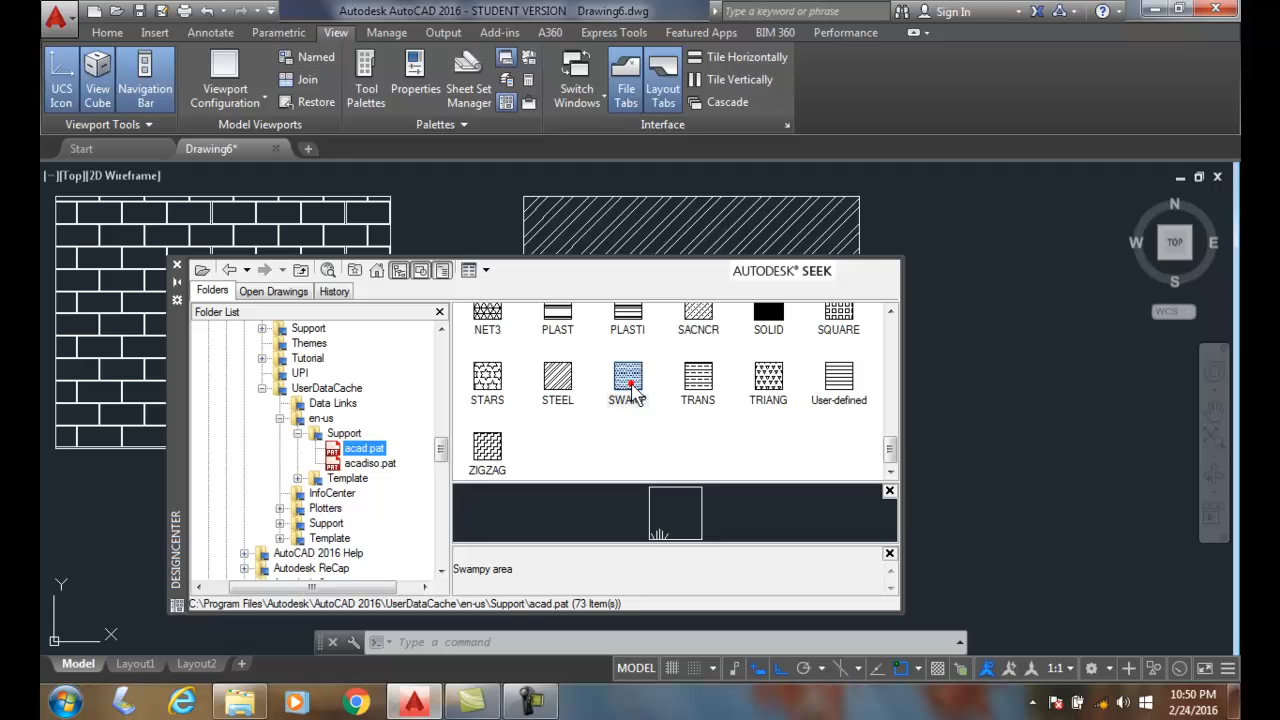 Autodesk AutoCAD 2016 - STUDENT VERSION Drawing6.dwg
Type a keyword or phrase
Sign In
Home Insert Annotate Parametric View Manage Output Add-ins A360 Express Tools Featured Apps BIM 360 Performance
UCS Icon
View Cube
Navigation Bar
Viewport Tools
Viewport Configuration
Named
Join
Restore
Model Viewports
Tool Palettes
Properties
Sheet Set Manager
Palettes
Switch Windows
File Tabs
Layout Tabs
Tile Horizontally
Tile Vertically
Cascade
Interface
Start
Drawing6*
[−][Top][2D Wireframe]
N
W
TOP
E
S
WCS
AUTODESK® SEEK
Folders Open Drawings History
Folder List
Support
Themes
Tutorial
UPI
UserDataCache
Data Links
en-us
Support
acad.pat
acadiso.pat
Template
InfoCenter
Plotters
Support
Template
AutoCAD 2016 Help
Autodesk ReCap
NET3 PLAST PLASTI SACNCR SOLID SQUARE
STARS STEEL SWAMP TRANS TRIANG User-defined
ZIGZAG
Swampy area
DESIGNCENTER
C:\Program Files\Autodesk\AutoCAD 2016\UserDataCache\en-us\Support\acad.pat (73 Item(s))
Y
X
Type a command
Model Layout1 Layout2
MODEL
1:1
10:50 PM
2/24/2016